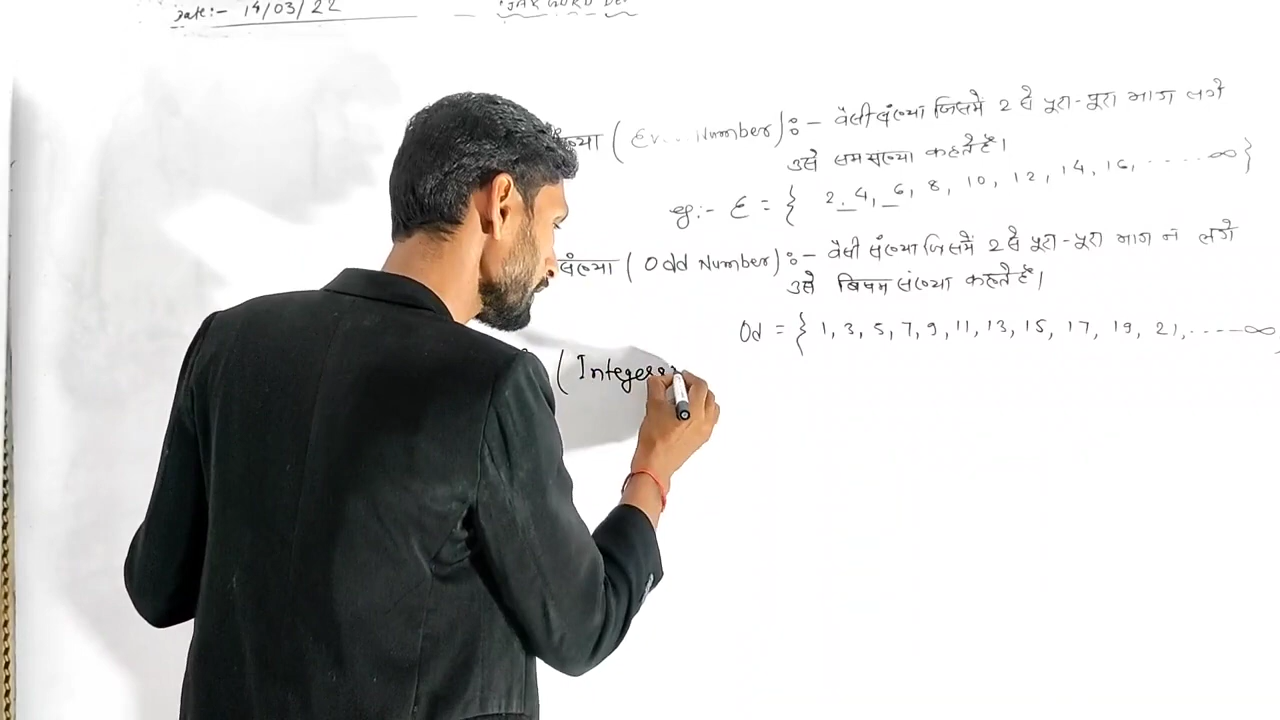 Date:- 14/03/22
संख्या ( Ev... Number) :- वैसी संख्या जिसमें 2 से पूरा-पूरा भाग लगे
उसे सम संख्या कहते हैं।
eg:- E = { 2, 4, 6, 8, 10, 12, 14, 16, ..... ∞ }
संख्या ( Odd Number) :- वैसी संख्या जिसमें 2 से पूरा-पूरा भाग न लगे
उसे बिषम संख्या कहते हैं।
Od = { 1, 3, 5, 7, 9, 11, 13, 15, 17, 19, 21, ..... ∞
( Integers